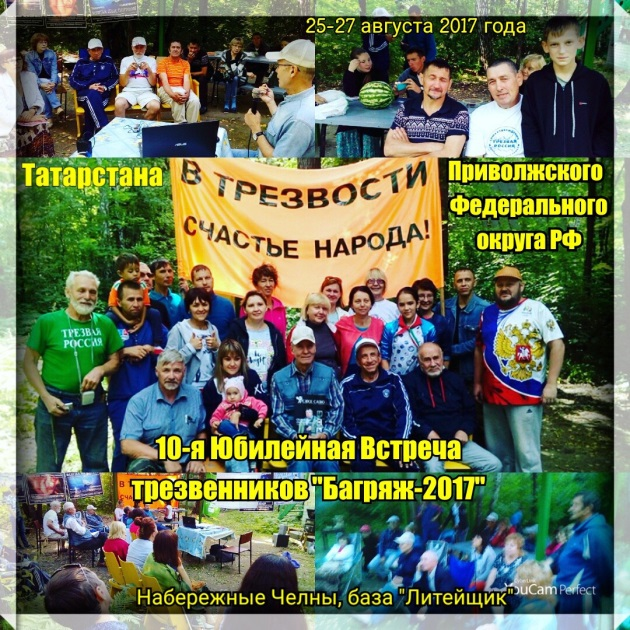 25-27 августа 2017 года
Татарстана
Приволжского
Федерального
округа РФ
В ТРЕЗВОСТИ
СЧАСТЬЕ НАРОДА!
ТРЕЗВАЯ
РОССИЯ
10-я Юбилейная Встреча
трезвенников "Багряж-2017"
YouCam Perfect
Набережные Челны, база "Литейщик"